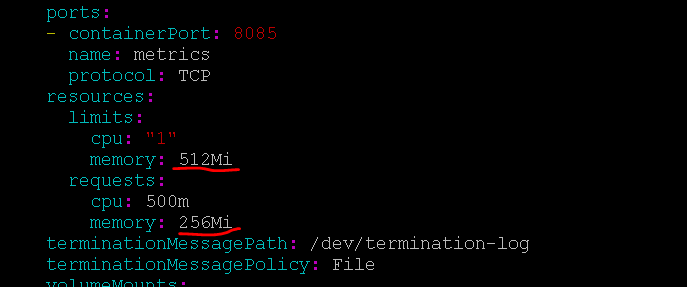 ports:
- containerPort: 8085
name: metrics
protocol: TCP
resources:
limits:
cpu: "1"
memory: 512Mi
requests:
cpu: 500m
memory: 256Mi
terminationMessagePath: /dev/termination-log
terminationMessagePolicy: File
volumeMounts: